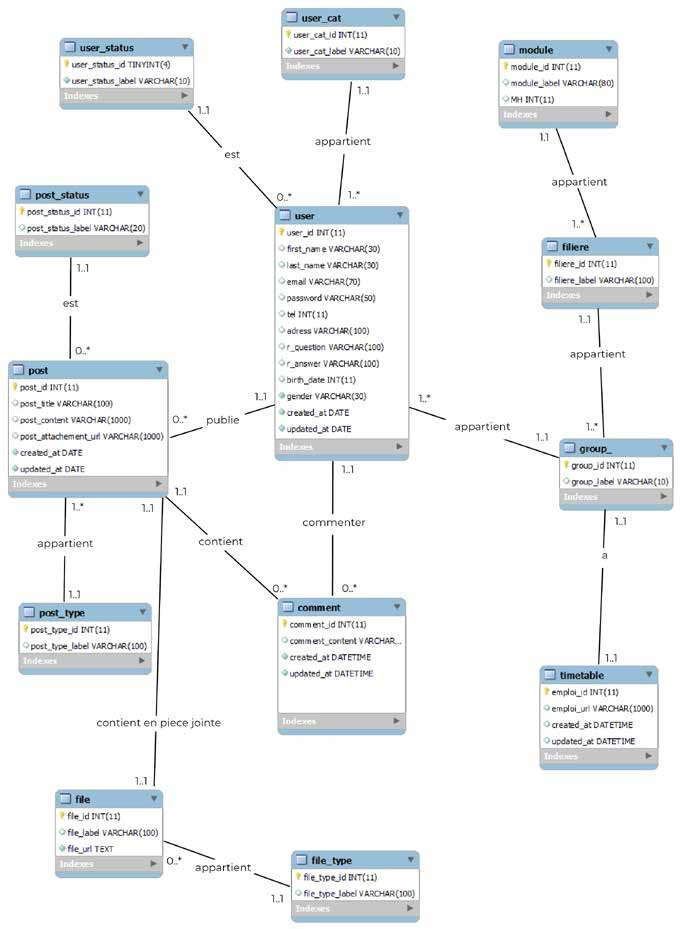 user_cat
user_cat_id INT(11)
user_cat_label VARCHAR(10)
Indexes
user_status
user_status_id TINYINT(4)
user_status_label VARCHAR(10)
Indexes
module
module_id INT(11)
module_label VARCHAR(80)
MH INT(11)
Indexes
1..1
1..1
1.1
est
appartient
appartient
0..*
1..*
1..*
post_status
post_status_id INT(11)
post_status_label VARCHAR(20)
Indexes
1..1
est
0..*
user
user_id INT(11)
first_name VARCHAR(30)
last_name VARCHAR(30)
email VARCHAR(70)
password VARCHAR(50)
tel INT(11)
adress VARCHAR(100)
r_question VARCHAR(100)
r_answer VARCHAR(100)
birth_date INT(11)
gender VARCHAR(30)
created_at DATE
updated_at DATE
Indexes
filiere
filiere_id INT(11)
filiere_label VARCHAR(100)
Indexes
1..1
appartient
1..*
post
post_id INT(11)
post_title VARCHAR(100)
post_content VARCHAR(1000)
post_attachement_url VARCHAR(1000)
created_at DATE
updated_at DATE
Indexes
0..*
publie
1..1
1..*
appartient
1..1
group_
group_id INT(11)
group_label VARCHAR(10)
Indexes
1..*
appartient
1..1
1..1
1..1
contient
0..*
1..1
commenter
0..*
1..1
a
1..1
post_type
post_type_id INT(11)
post_type_label VARCHAR(100)
Indexes
comment
comment_id INT(11)
comment_content VARCHAR...
created_at DATETIME
updated_at DATETIME
Indexes
timetable
emploi_id INT(11)
emploi_url VARCHAR(1000)
created_at DATETIME
updated_at DATETIME
Indexes
contient en piece jointe
1..1
file
file_id INT(11)
file_label VARCHAR(100)
file_url TEXT
Indexes
0..*
appartient
1..1
file_type
file_type_id INT(11)
file_type_label VARCHAR(100)
Indexes